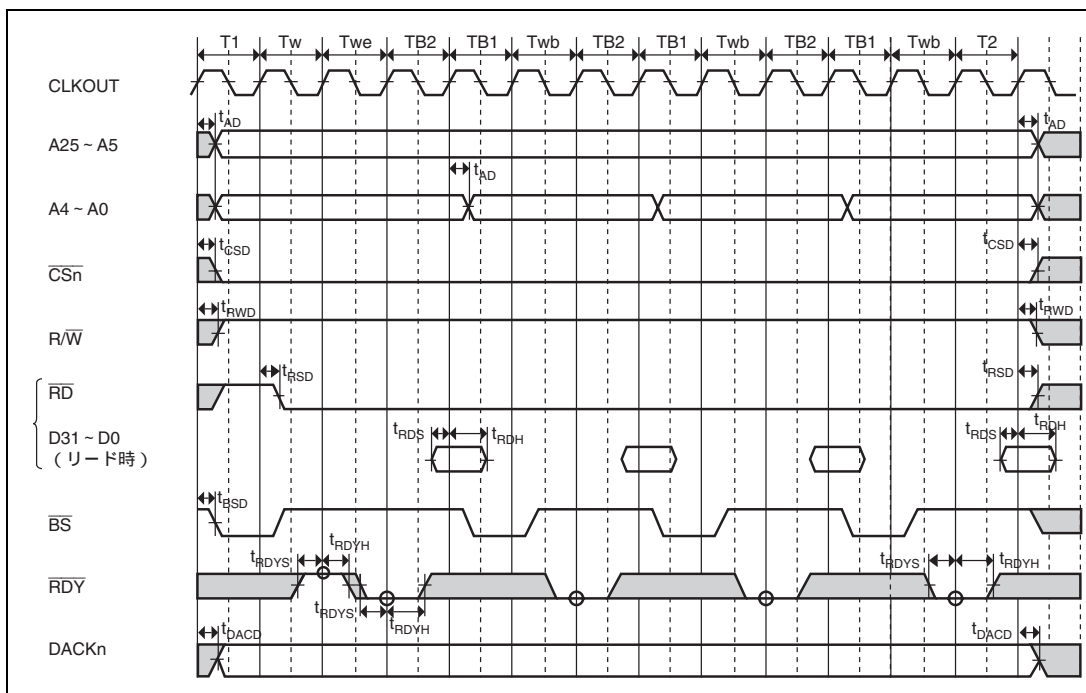 T1 Tw Twe TB2 TB1 Twb TB2 TB1 Twb TB2 TB1 Twb T2
CLKOUT
tAD tAD
A25 ~ A5
tAD
A4 ~ A0
tCSD tCSD
CSn
tRWD tRWD
R/W
tRSD tRSD
RD
tRDS tRDH tRDS tRDH
D31 ~ D0
(リード時)
tBSD
BS
tRDYS tRDYH tRDYS tRDYH
RDY
tRDYS tRDYH
tDACD tDACD
DACKn